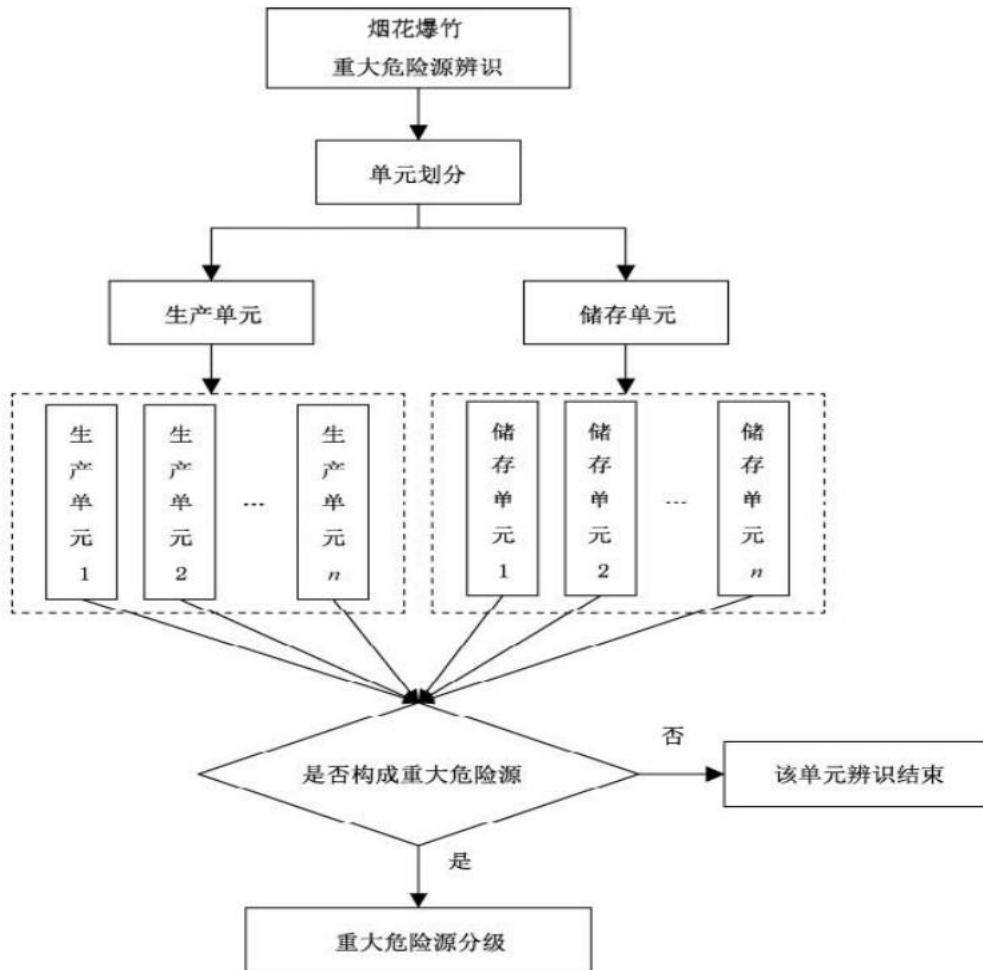 烟花爆竹
重大危险源辨识
单元划分
生产单元
储存单元
生产单元1
生产单元2
…
生产单元n
储存单元1
储存单元2
…
储存单元n
是否构成重大危险源
否
该单元辨识结束
是
重大危险源分级